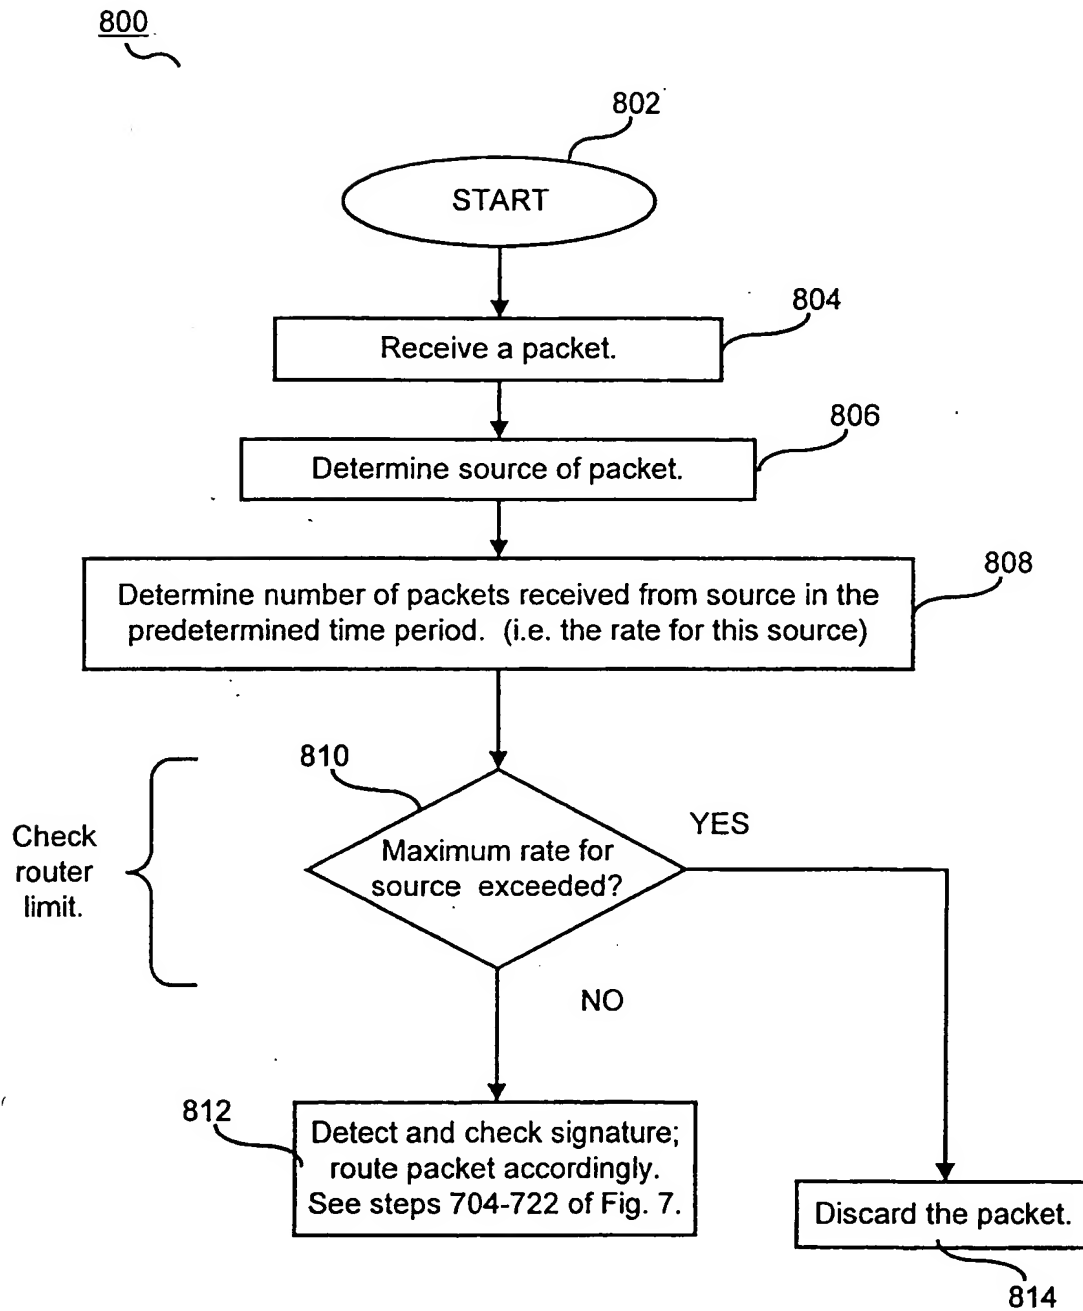 800
802
START
804
Receive a packet.
806
Determine source of packet.
808
Determine number of packets received from source in the
predetermined time period. (i.e. the rate for this source)
810
Check
router
limit.
Maximum rate for
source exceeded?
YES
NO
812
Detect and check signature;
route packet accordingly.
See steps 704-722 of Fig. 7.
Discard the packet.
814